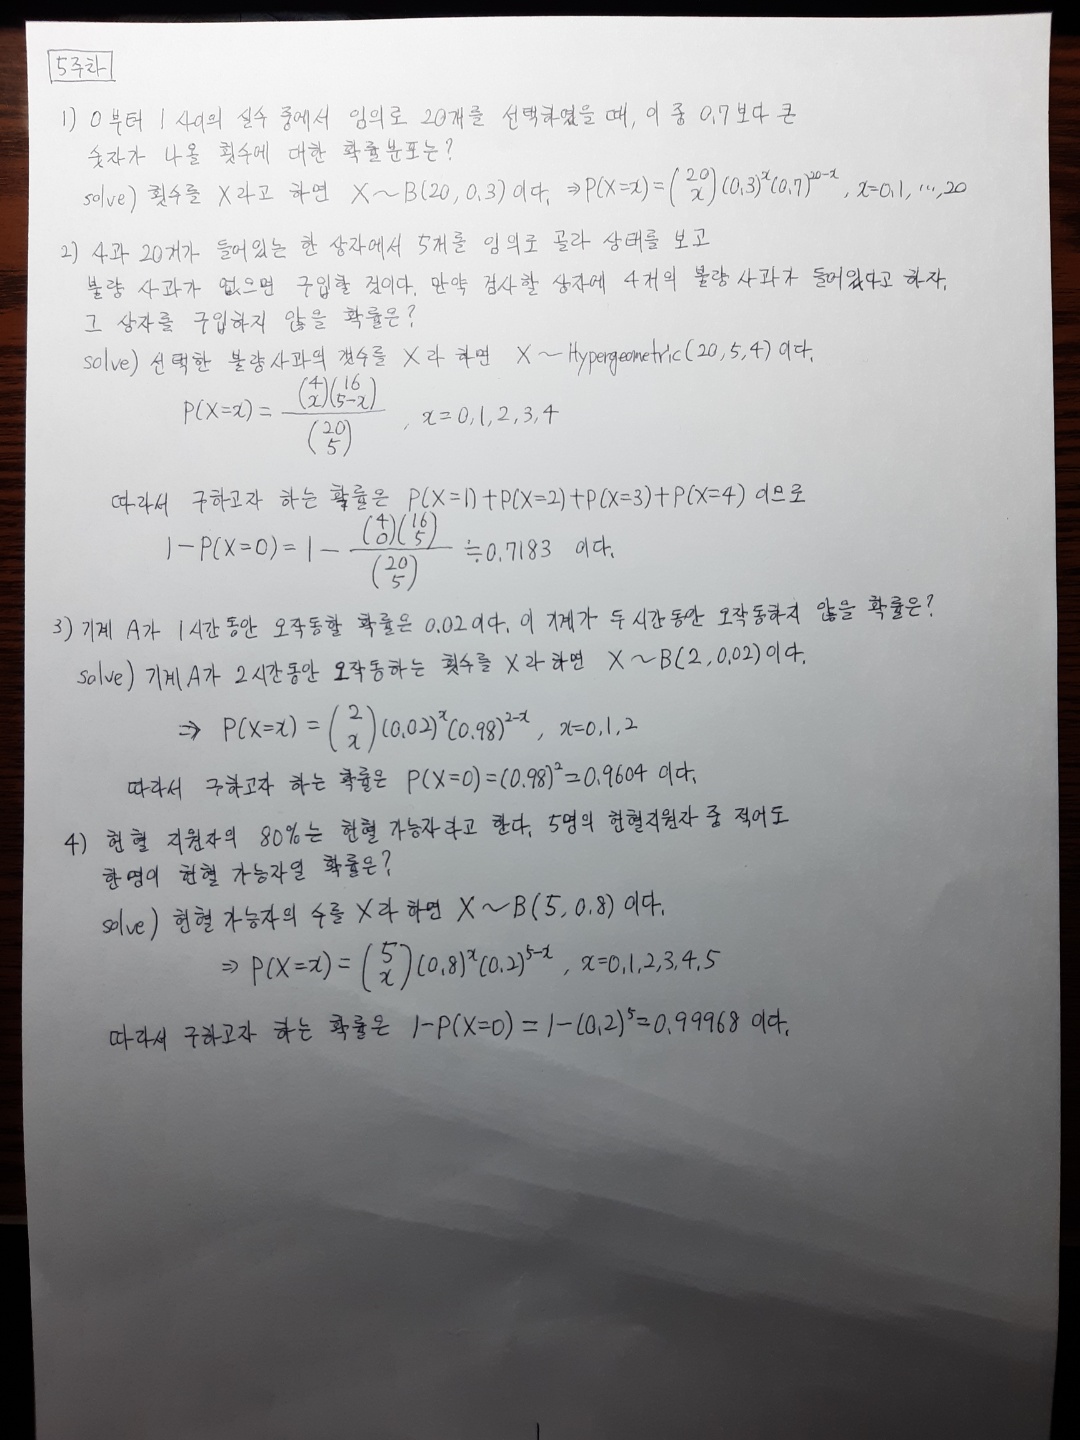 5주차
1) 0부터 1 사이의 실수 중에서 임의로 20개를 선택하였을 때, 이 중 0.7보다 큰
숫자가 나올 횟수에 대한 확률분포는?
solve) 횟수를 X라고 하면 X~B(20, 0.3)이다. ⇒P(X=x)=(20 x)(0.3)^x(0.7)^20-x, x=0,1, ..., 20
2) 사과 20개가 들어있는 한 상자에서 5개를 임의로 골라 상태를 보고
불량 사과가 없으면 구입할 것이다. 만약 검사할 상자에 4개의 불량 사과가 들어있다고 하자.
그 상자를 구입하지 않을 확률은?
solve) 선택한 불량사과의 갯수를 X라 하면 X~Hypergeometric(20, 5, 4)이다.
P(X=x) = (4 x)(16 5-x) / (20 5), x=0,1,2,3,4
따라서 구하고자 하는 확률은 P(X=1)+P(X=2)+P(X=3)+P(X=4) 이므로
1-P(X=0)=1- (4 0)(16 5) / (20 5) ≒0.7183 이다.
3) 기계 A가 1시간동안 오작동할 확률은 0.02이다. 이 기계가 두시간동안 오작동하지 않을 확률은?
solve) 기계A가 2시간동안 오작동하는 횟수를 X라 하면 X~B(2, 0.02)이다.
⇒ P(X=x) = (2 x)(0.02)^x(0.98)^2-x, x=0,1,2
따라서 구하고자 하는 확률은 P(X=0)=(0.98)^2=0.9604 이다.
4) 헌혈 지원자의 80%는 헌혈 가능자라고 한다. 5명의 헌혈지원자 중 적어도
한명이 헌혈 가능자일 확률은?
solve) 헌혈 가능자의 수를 X라 하면 X~B(5, 0.8)이다.
⇒ P(X=x) = (5 x)(0.8)^x(0.2)^5-x, x=0,1,2,3,4,5
따라서 구하고자 하는 확률은 1-P(X=0) = 1-(0.2)^5=0.99968 이다.